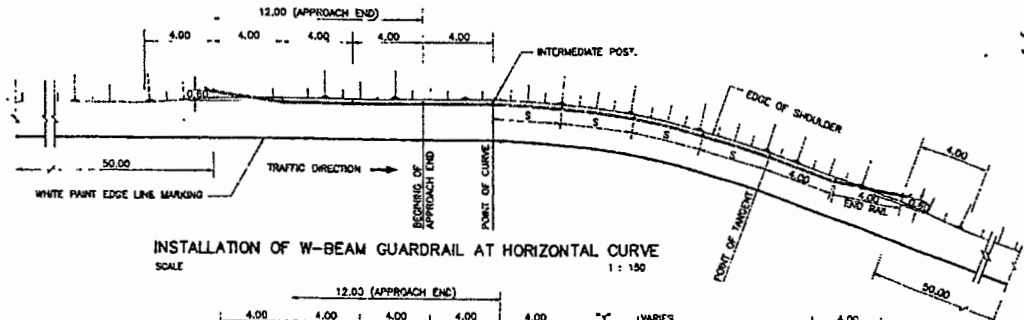 12.00 (APPROACH END)
4.00 4.00 4.00 4.00 4.00
INTERMEDIATE POST.
0.60
EDGE OF SHOULDER
S S S S
4.00
50.00
TRAFFIC DIRECTION
WHITE PAINT EDGE LINE MARKING
BEGINING OF
APPROACH END
POINT OF CURVE
4.00 4.00
END RAIL
POINT OF TANGENT
50.00
INSTALLATION OF W-BEAM GUARDRAIL AT HORIZONTAL CURVE
SCALE 1 : 150
12.00 (APPROACH END)
4.00 4.00 4.00 4.00 4.00 VARIES 4.00